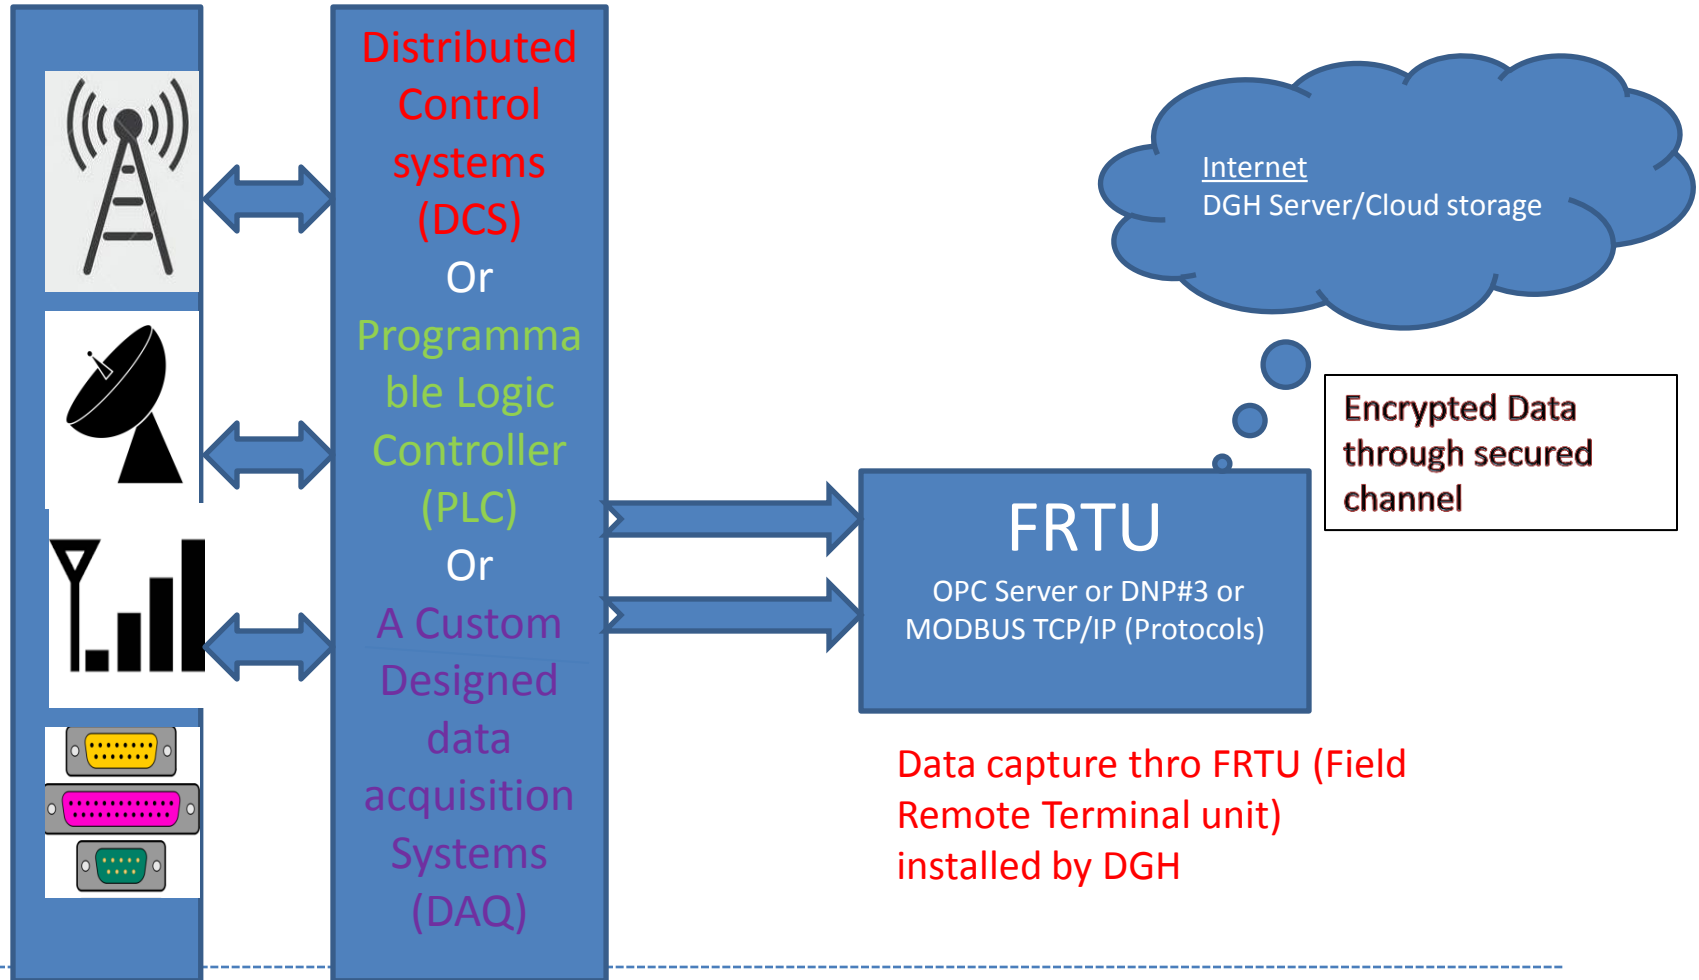 Distributed
Control
systems
(DCS)
Or
Programma
ble Logic
Controller
(PLC)
Or
A Custom
Designed
data
acquisition
Systems
(DAQ)
Internet
DGH Server/Cloud storage
Encrypted Data
through secured
channel
FRTU
OPC Server or DNP#3 or
MODBUS TCP/IP (Protocols)
Data capture thro FRTU (Field
Remote Terminal unit)
installed by DGH